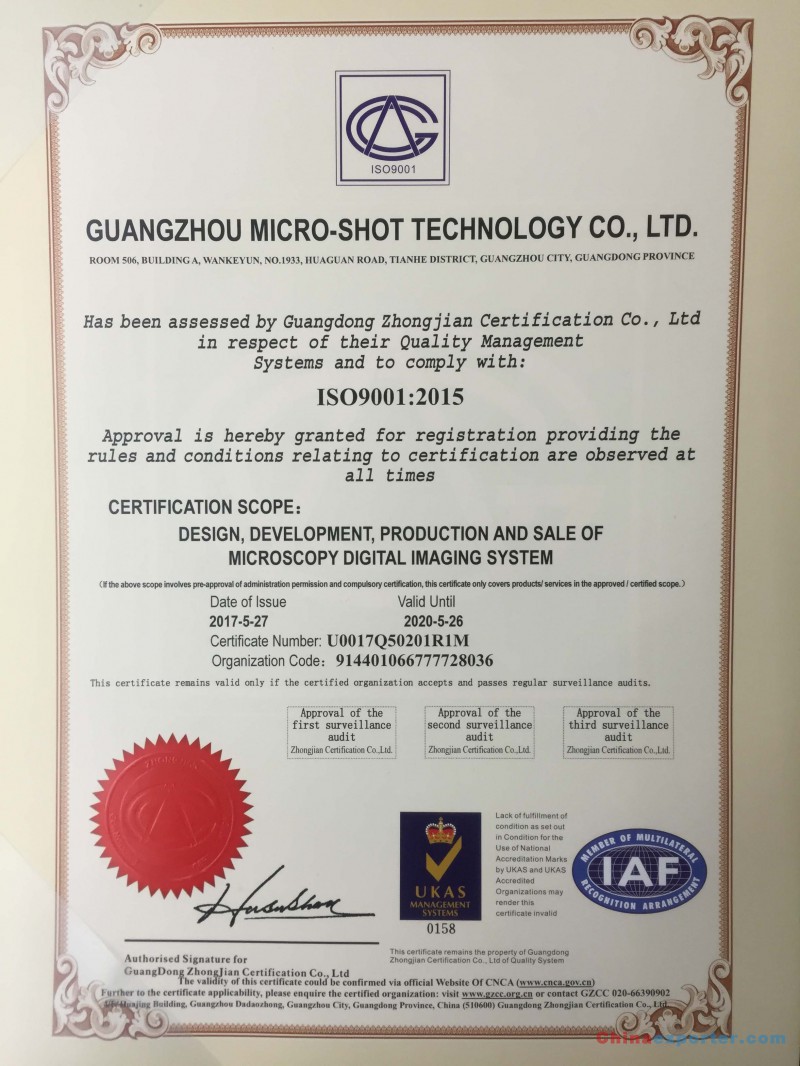 ISO9001
GUANGZHOU MICRO-SHOT TECHNOLOGY CO., LTD.
ROOM 506, BUILDING A, WANKEYUN, NO.1933, HUAGUAN ROAD, TIANHE DISTRICT, GUANGZHOU CITY, GUANGDONG PROVINCE
Has been assessed by Guangdong Zhongjian Certification Co., Ltd
in respect of their Quality Management
Systems and to comply with:
ISO9001:2015
Approval is hereby granted for registration providing the
rules and conditions relating to certification are observed at
all times
CERTIFICATION SCOPE:
DESIGN, DEVELOPMENT, PRODUCTION AND SALE OF
MICROSCOPY DIGITAL IMAGING SYSTEM
(If the above scope involves pre-approval of administration permission and compulsory certification, this certificate only covers products/ services in the approved / certified scope.)
Date of Issue Valid Until
2017-5-27 2020-5-26
Certificate Number: U0017Q50201R1M
Organization Code: 914401066777728036
This certificate remains valid only if the certified organization accepts and passes regular surveillance audits.
Approval of the
first surveillance
audit
Zhongjian Certification Co.,Ltd.
Approval of the
second surveillance
audit
Zhongjian Certification Co.,Ltd.
Approval of the
third surveillance
audit
Zhongjian Certification Co.,Ltd.
UKAS
MANAGEMENT
SYSTEMS
0158
Lack of fulfillment of
condition as set out
in Condition for the
Use of National
Accreditation Marks
by UKAS and UKAS
Accredited
Organizations may
render this
certificate invalid
MEMBER OF MULTILATERAL
IAF
RECOGNITION ARRANGEMENT
This certificate remains the property of Guangdong
Zhongjian Certification Co., Ltd of Quality System
Authorised Signature for
GuangDong ZhongJian Certification Co., Ltd
The validity of this certificate could be confirmed via official Website Of CNCA (www.cnca.gov.cn)
Further to the certificate applicability, please enquire the certified organization: visit www.gzcc.org.cn or contact GZCC 020-66390902
Huajing Building, Guangzhou Dadaozhong, Guangzhou City, Guangdong Province, China (510600) Guangdong Zhongjian Certification Co., Ltd.
Chinaexporter.com